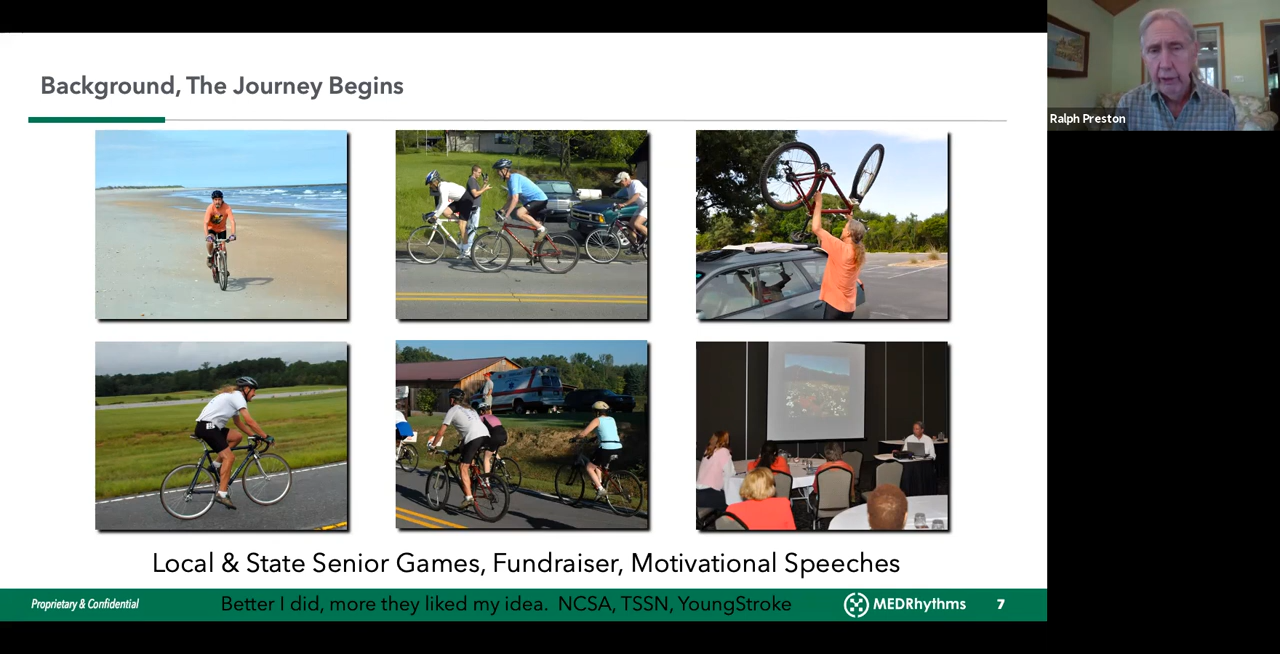 Background, The Journey Begins
Ralph Preston
Local & State Senior Games, Fundraiser, Motivational Speeches
Proprietary & Confidential
Better I did, more they liked my idea. NCSA, TSSN, YoungStroke
MEDRhythms
7